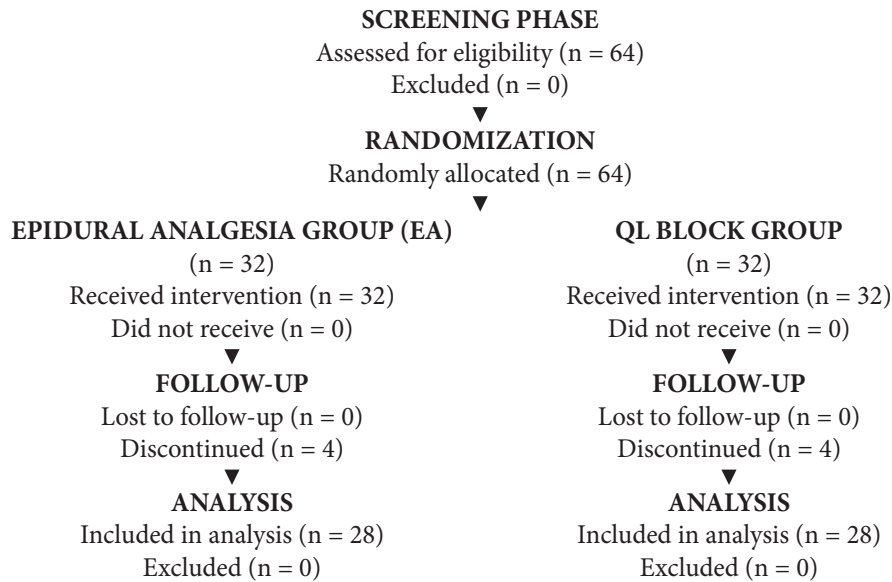 SCREENING PHASE
Assessed for eligibility (n = 64)
Excluded (n = 0)
▼
RANDOMIZATION
Randomly allocated (n = 64)
▼
EPIDURAL ANALGESIA GROUP (EA)
(n = 32)
Received intervention (n = 32)
Did not receive (n = 0)
▼
FOLLOW-UP
Lost to follow-up (n = 0)
Discontinued (n = 4)
▼
ANALYSIS
Included in analysis (n = 28)
Excluded (n = 0)
QL BLOCK GROUP
(n = 32)
Received intervention (n = 32)
Did not receive (n = 0)
▼
FOLLOW-UP
Lost to follow-up (n = 0)
Discontinued (n = 4)
▼
ANALYSIS
Included in analysis (n = 28)
Excluded (n = 0)